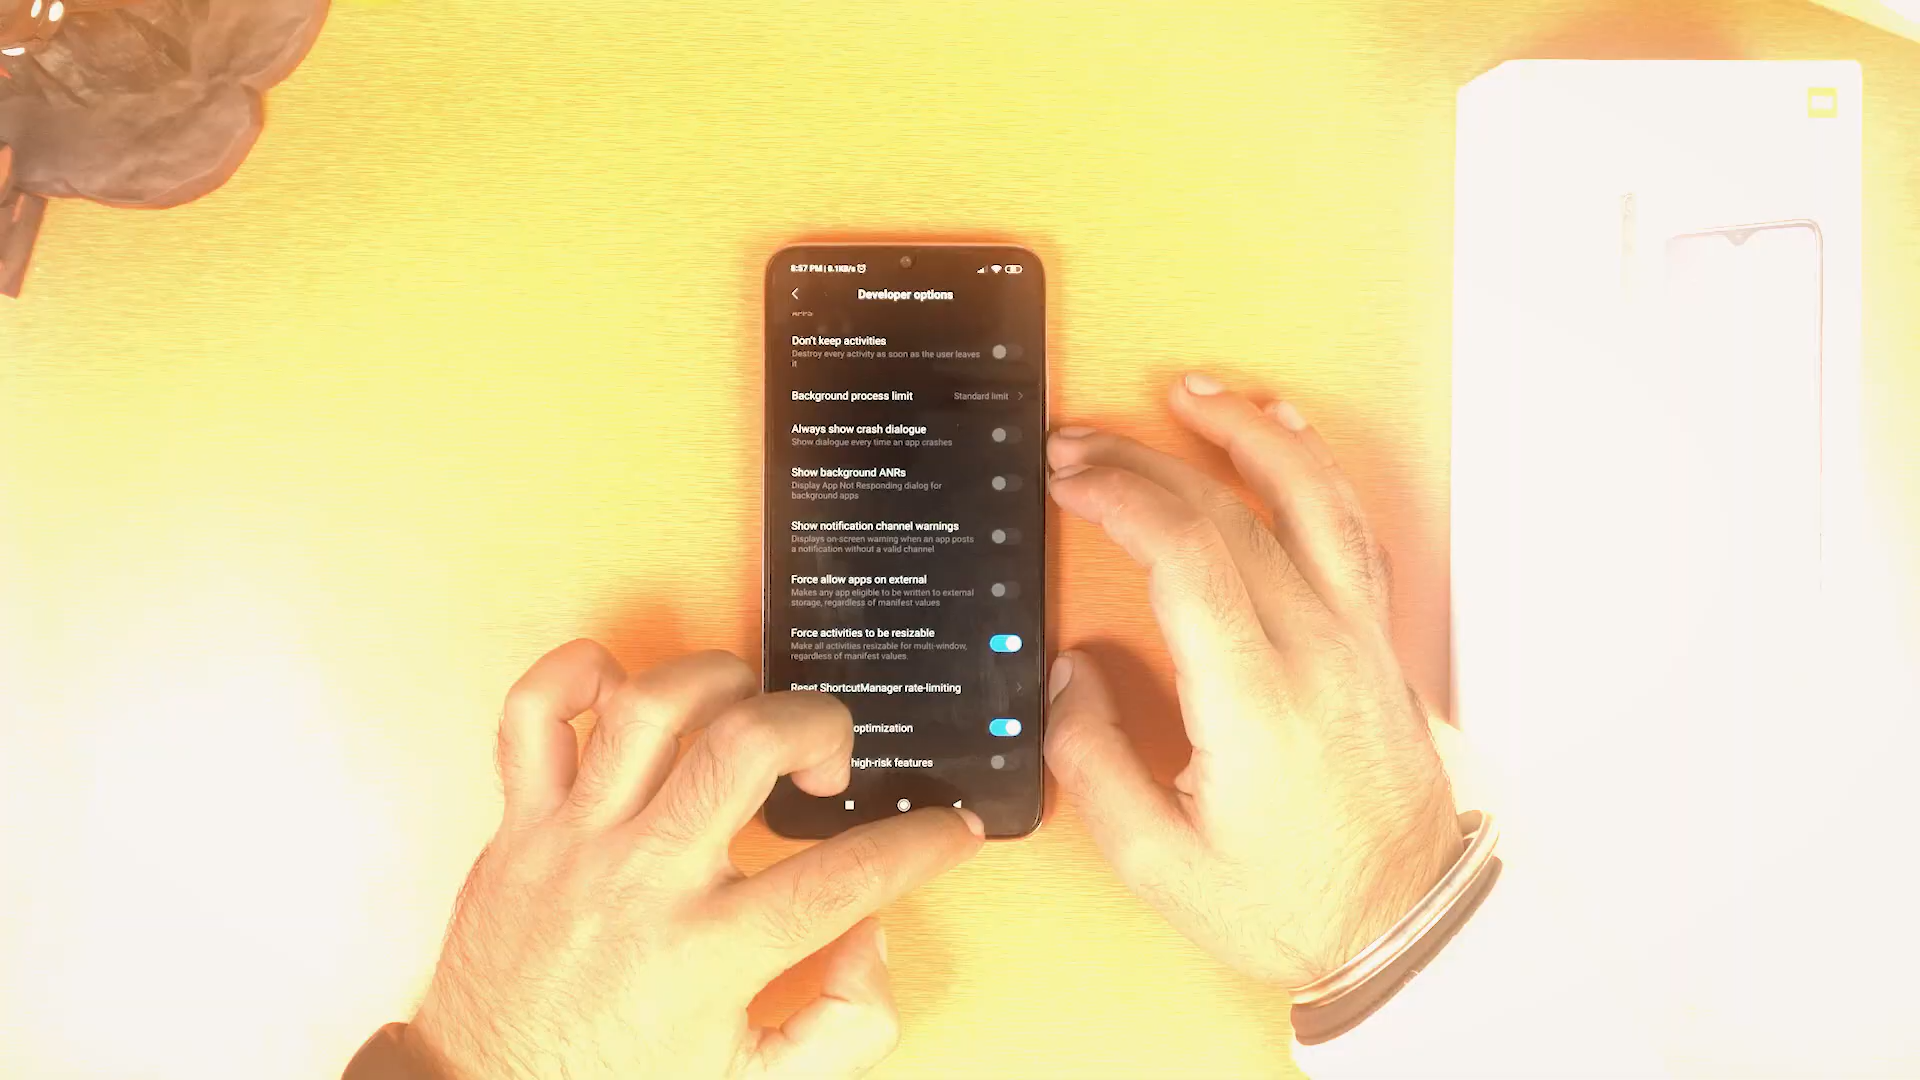 8:57 PM | 0.1KB/s
Developer options
Don't keep activities
Destroy every activity as soon as the user leaves
it
Background process limit
Standard limit
Always show crash dialogue
Show dialogue every time an app crashes
Show background ANRs
Display App Not Responding dialog for
background apps
Show notification channel warnings
Displays on-screen warning when an app posts
a notification without a valid channel
Force allow apps on external
Makes any app eligible to be written to external
storage, regardless of manifest values
Force activities to be resizable
Make all activities resizable for multi-window,
regardless of manifest values.
Reset ShortcutManager rate-limiting
optimization
high-risk features